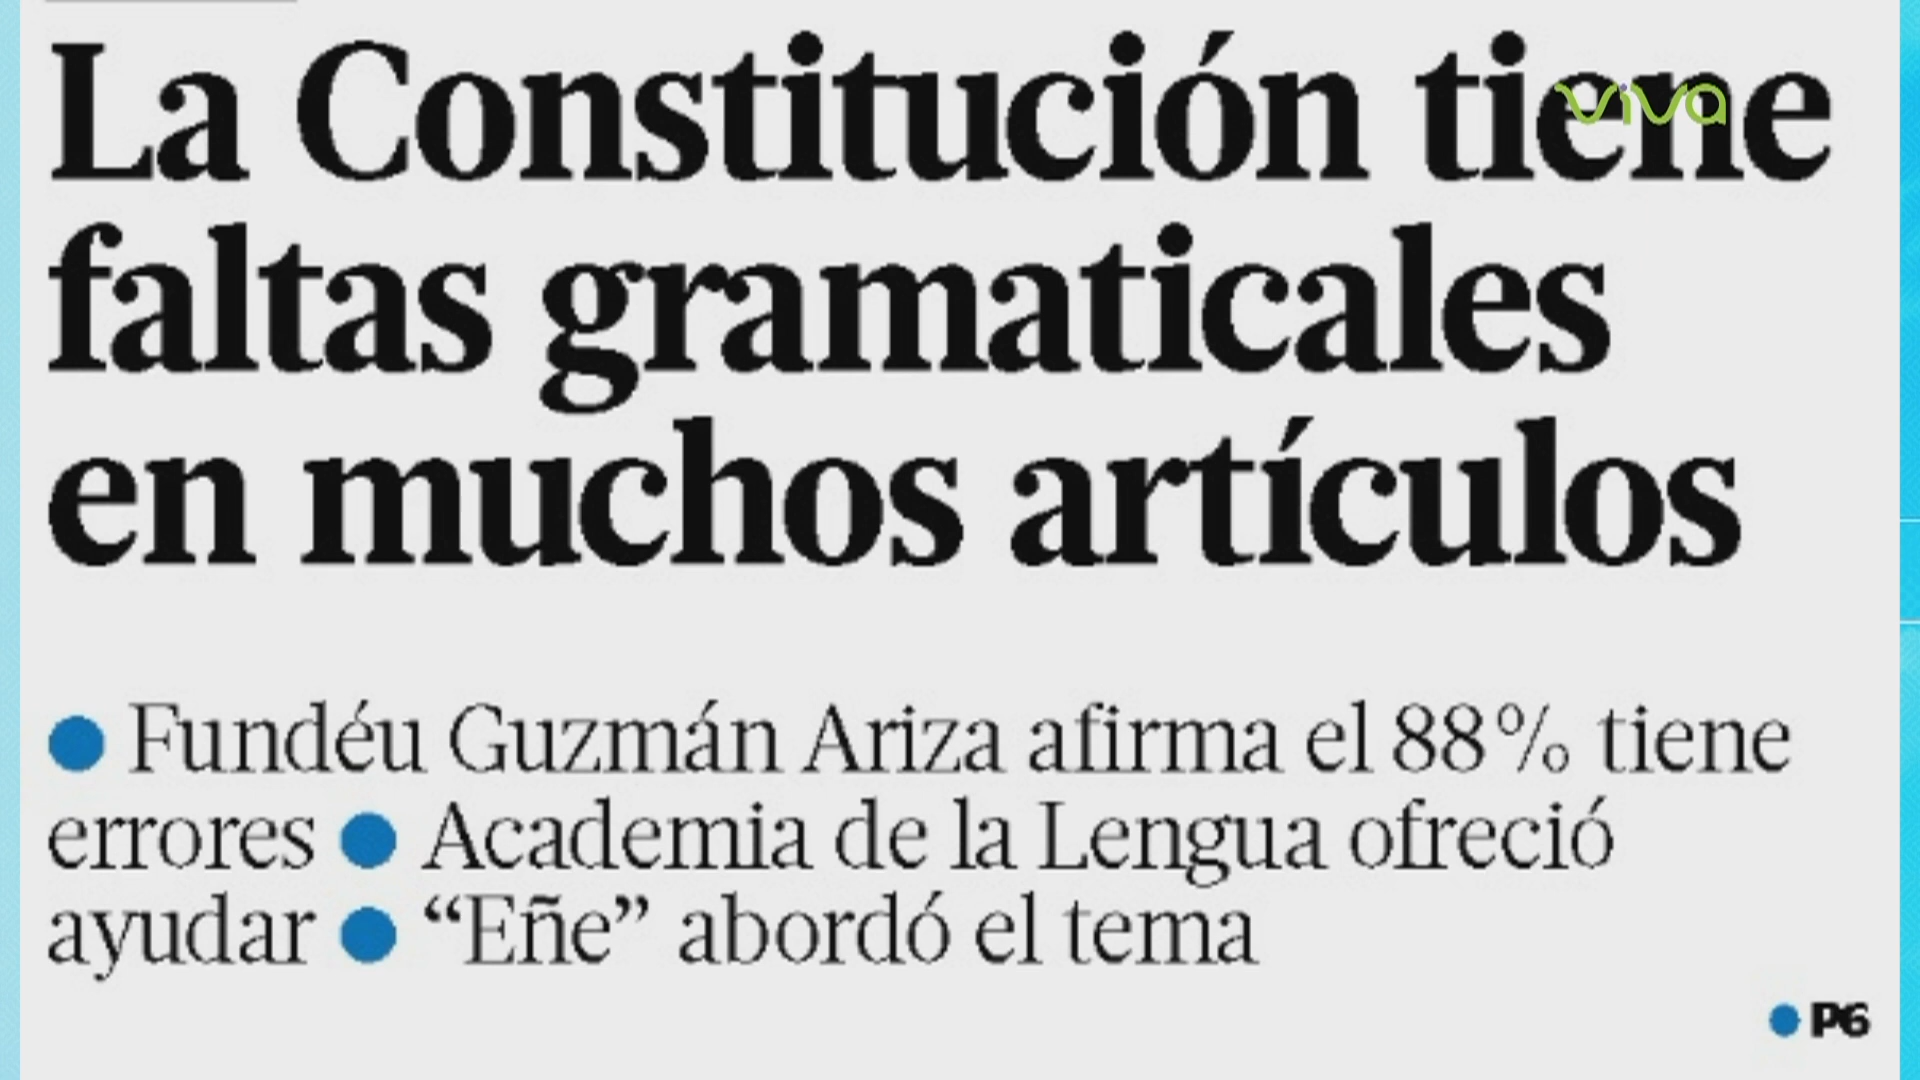 La Constitución tiene
viva
faltas gramaticales
en muchos artículos
● Fundéu Guzmán Ariza afirma el 88% tiene
errores ● Academia de la Lengua ofreció
ayudar ● “Eñe” abordó el tema
● P6